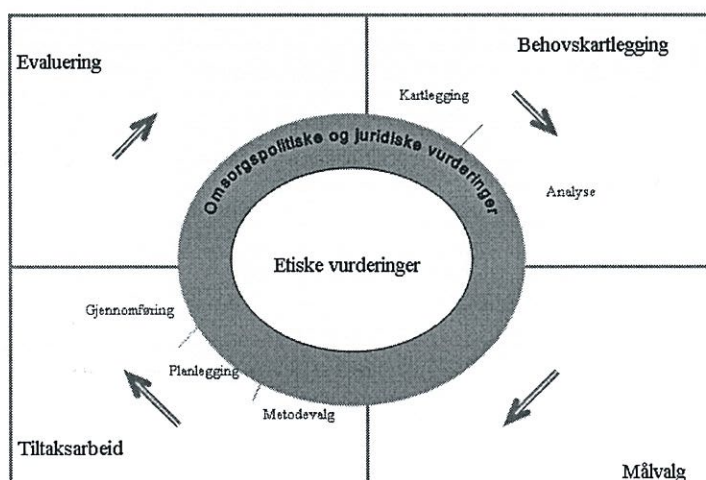 Evaluering
Behovskartlegging
Kartlegging
Analyse
Omsorgspolitiske og juridiske vurderinger
Etiske vurderinger
Gjennomføring
Planlegging
Metodevalg
Tiltaksarbeid
Målvalg